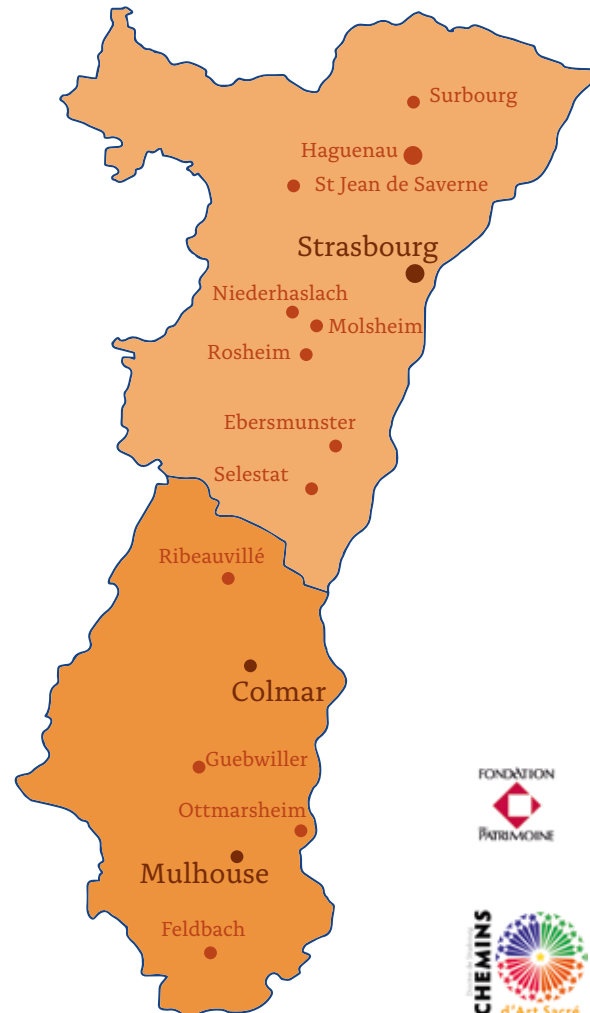 Surbourg
Haguenau
St Jean de Saverne
Strasbourg
Niederhaslach
Molsheim
Rosheim
Ebersmunster
Selestat
Ribeauvillé
Colmar
Guebwiller
Ottmarsheim
Mulhouse
Feldbach
FONDATION
DU PATRIMOINE
CHEMINS
d'Art Sacré